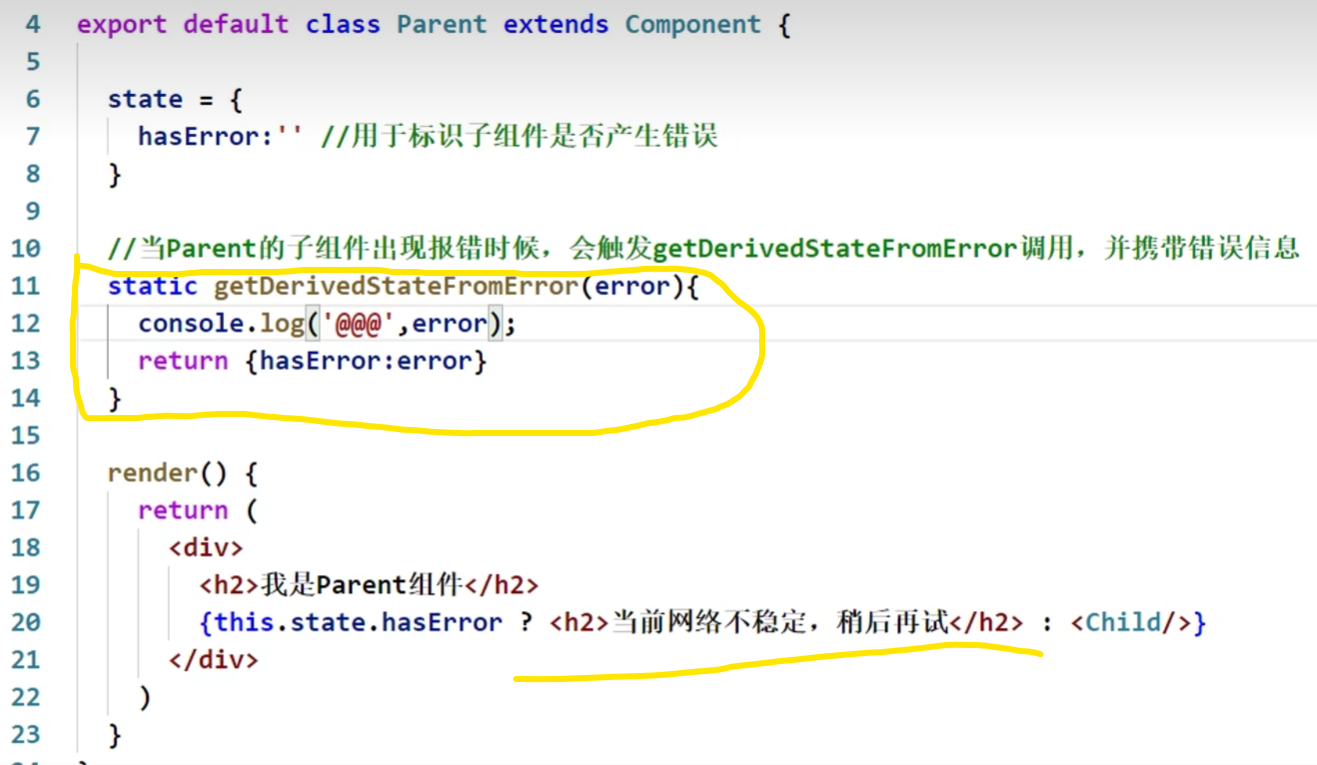 4 export default class Parent extends Component {
5
6 state = {
7 hasError:'' //用于标识子组件是否产生错误
8 }
9
10 //当Parent的子组件出现报错时候，会触发getDerivedStateFromError调用，并携带错误信息
11 static getDerivedStateFromError(error){
12 console.log('@@@',error);
13 return {hasError:error}
14 }
15
16 render() {
17 return (
18 <div>
19 <h2>我是Parent组件</h2>
20 {this.state.hasError ? <h2>当前网络不稳定，稍后再试</h2> : <Child/>}
21 </div>
22 )
23 }